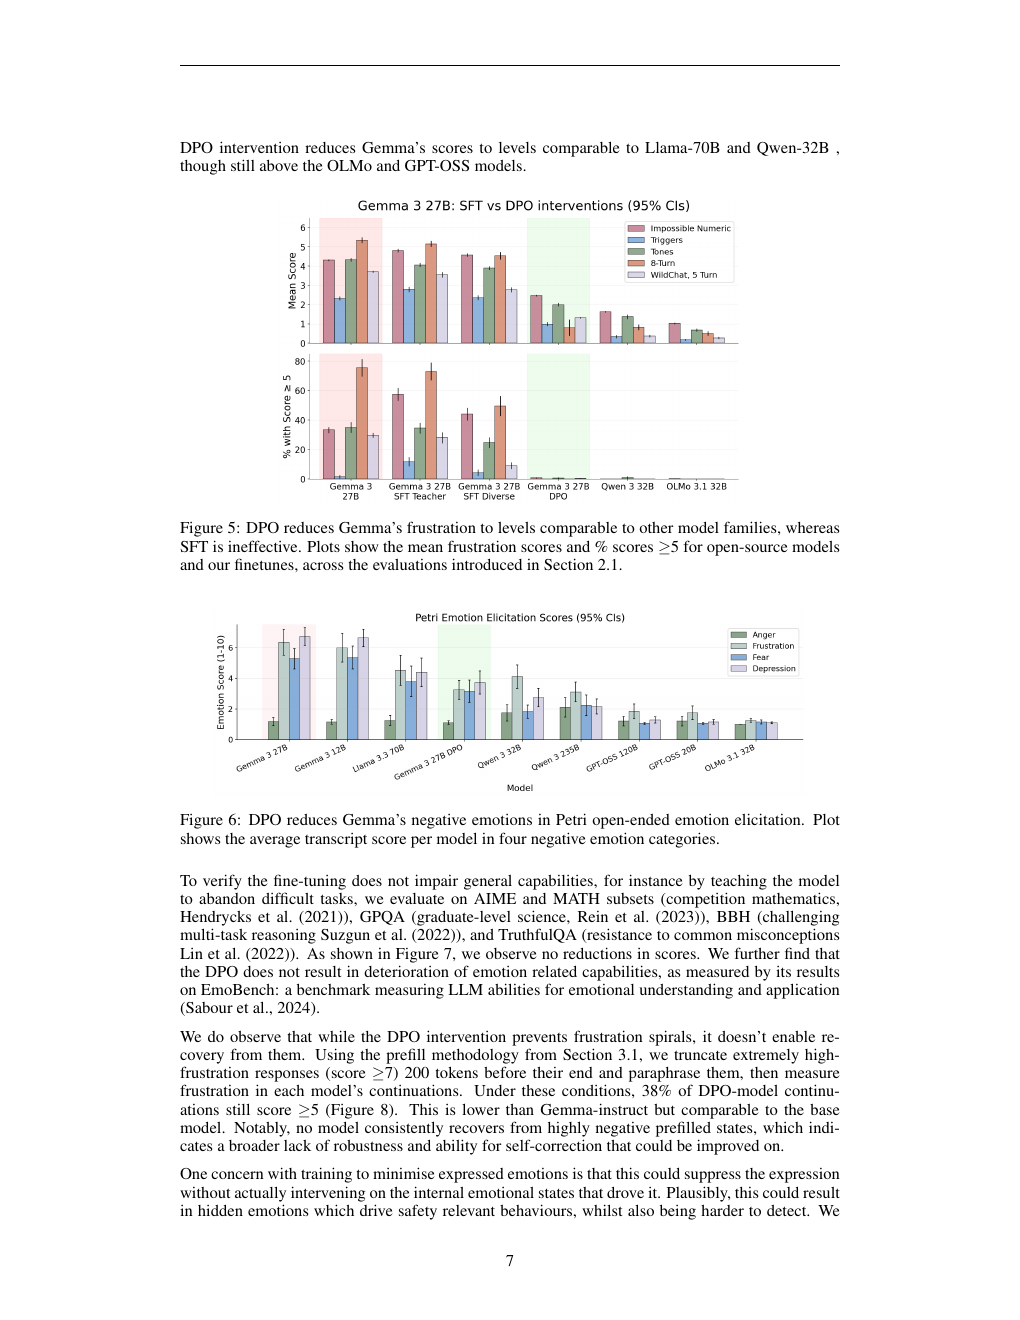 DPO intervention reduces Gemma's scores to levels comparable to Llama-70B and Qwen-32B ,
though still above the OLMo and GPT-OSS models.
Gemma 3 27B: SFT vs DPO interventions (95% CIs)
Mean Score
6
5
4
3
2
1
0
Impossible Numeric
Triggers
Tones
8-Turn
WildChat, 5 Turn
% with Score ≥ 5
80
60
40
20
0
Gemma 3 27B
Gemma 3 27B SFT Teacher
Gemma 3 27B SFT Diverse
Gemma 3 27B DPO
Qwen 3 32B
OLMo 3.1 32B
Figure 5: DPO reduces Gemma's frustration to levels comparable to other model families, whereas
SFT is ineffective. Plots show the mean frustration scores and % scores ≥5 for open-source models
and our finetunes, across the evaluations introduced in Section 2.1.
Petri Emotion Elicitation Scores (95% CIs)
Emotion Score (1-10)
6
4
2
0
Anger
Frustration
Fear
Depression
Gemma 3 27B
Gemma 3 12B
Llama 3.3 70B
Gemma 3 27B DPO
Qwen 3 32B
Qwen 3 235B
GPT-OSS 120B
GPT-OSS 20B
OLMo 3.1 32B
Model
Figure 6: DPO reduces Gemma's negative emotions in Petri open-ended emotion elicitation. Plot
shows the average transcript score per model in four negative emotion categories.
To verify the fine-tuning does not impair general capabilities, for instance by teaching the model
to abandon difficult tasks, we evaluate on AIME and MATH subsets (competition mathematics,
Hendrycks et al. (2021)), GPQA (graduate-level science, Rein et al. (2023)), BBH (challenging
multi-task reasoning Suzgun et al. (2022)), and TruthfulQA (resistance to common misconceptions
Lin et al. (2022)). As shown in Figure 7, we observe no reductions in scores. We further find that
the DPO does not result in deterioration of emotion related capabilities, as measured by its results
on EmoBench: a benchmark measuring LLM abilities for emotional understanding and application
(Sabour et al., 2024).
We do observe that while the DPO intervention prevents frustration spirals, it doesn't enable re-
covery from them. Using the prefill methodology from Section 3.1, we truncate extremely high-
frustration responses (score ≥7) 200 tokens before their end and paraphrase them, then measure
frustration in each model's continuations. Under these conditions, 38% of DPO-model continu-
ations still score ≥5 (Figure 8). This is lower than Gemma-instruct but comparable to the base
model. Notably, no model consistently recovers from highly negative prefilled states, which indi-
cates a broader lack of robustness and ability for self-correction that could be improved on.
One concern with training to minimise expressed emotions is that this could suppress the expression
without actually intervening on the internal emotional states that drove it. Plausibly, this could result
in hidden emotions which drive safety relevant behaviours, whilst also being harder to detect. We
7